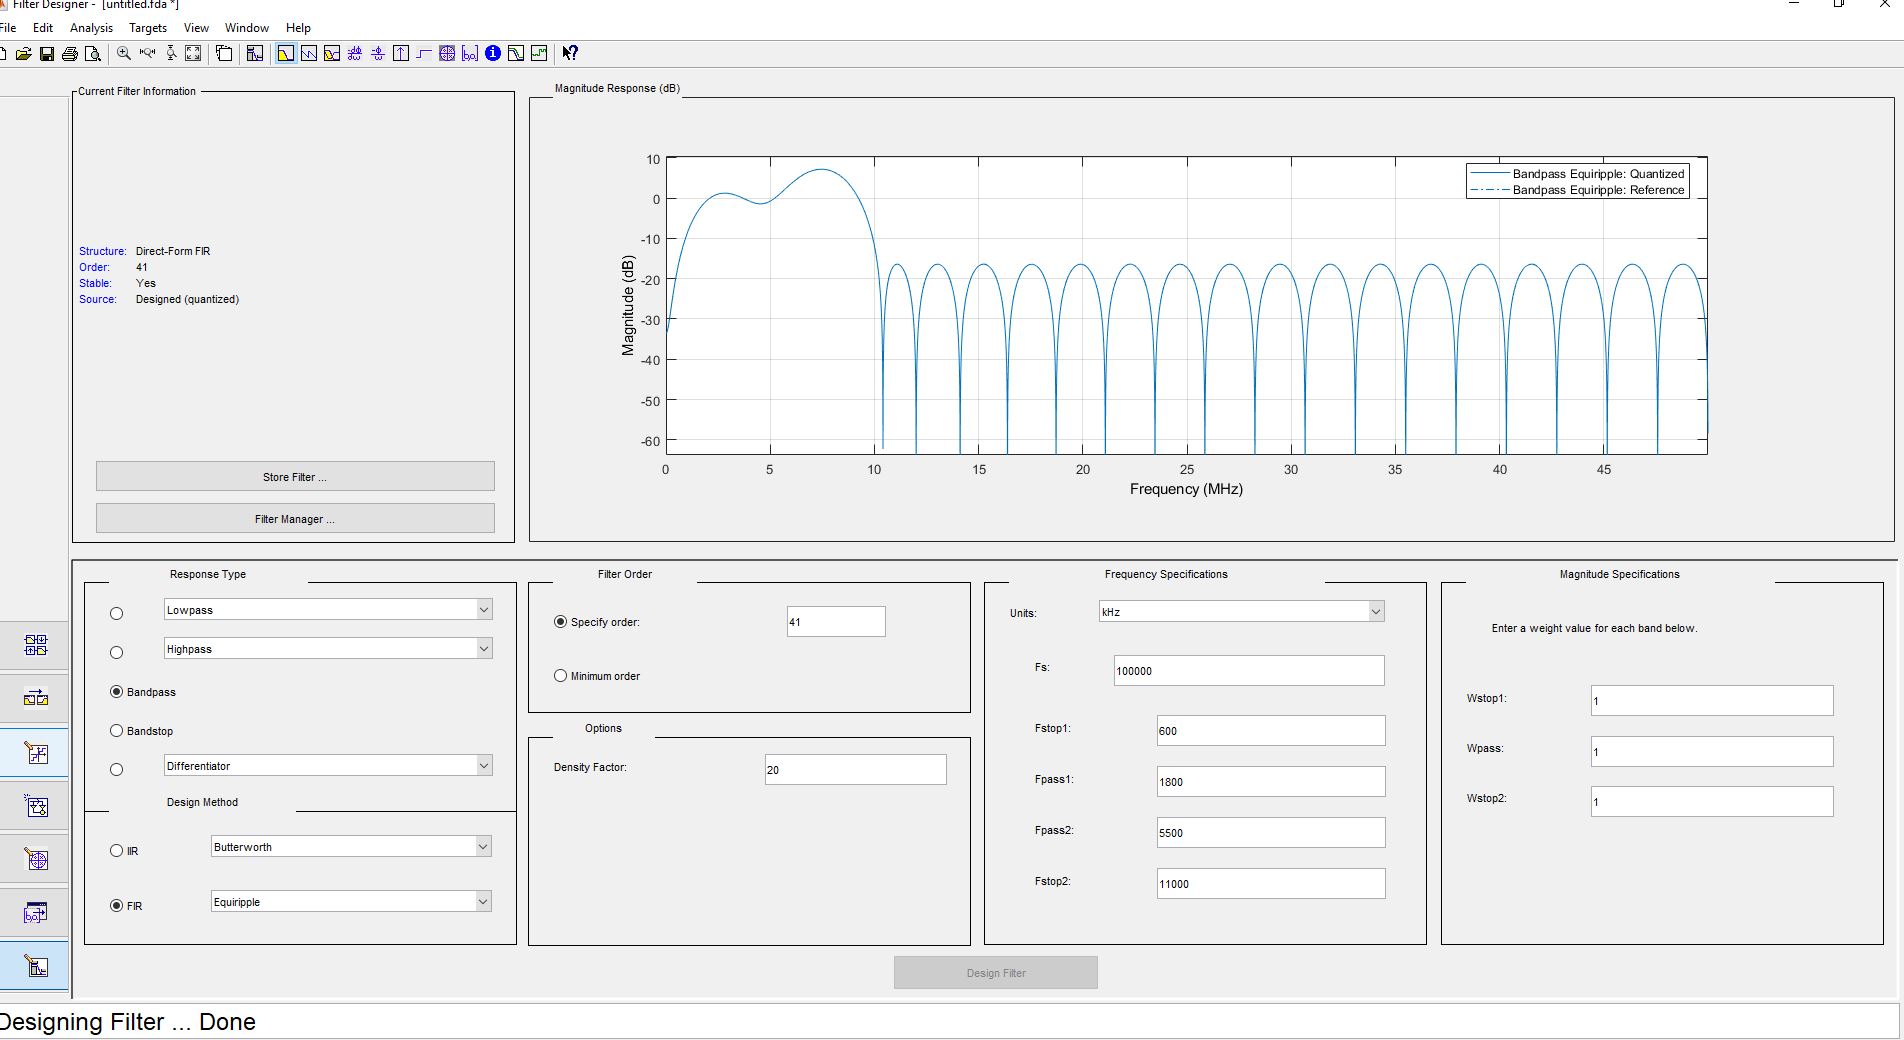 Filter Designer - [untitled.fda *]
File Edit Analysis Targets View Window Help
Current Filter Information
Structure: Direct-Form FIR
Order: 41
Stable: Yes
Source: Designed (quantized)
Store Filter ...
Filter Manager ...
Magnitude Response (dB)
Bandpass Equiripple: Quantized
Bandpass Equiripple: Reference
Magnitude (dB)
10
0
-10
-20
-30
-40
-50
-60
0 5 10 15 20 25 30 35 40 45
Frequency (MHz)
Response Type
Lowpass
Highpass
Bandpass
Bandstop
Differentiator
Design Method
IIR Butterworth
FIR Equiripple
Filter Order
Specify order: 41
Minimum order
Options
Density Factor: 20
Frequency Specifications
Units: kHz
Fs: 100000
Fstop1: 600
Fpass1: 1800
Fpass2: 5500
Fstop2: 11000
Magnitude Specifications
Enter a weight value for each band below.
Wstop1: 1
Wpass: 1
Wstop2: 1
Design Filter
Designing Filter ... Done